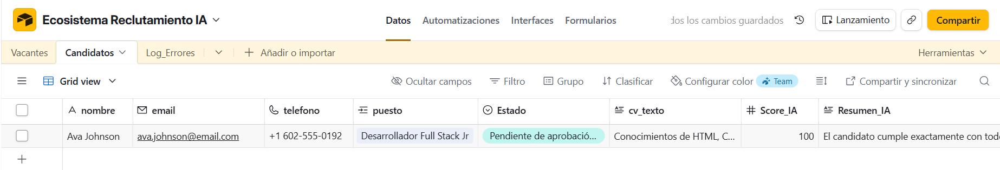 Ecosistema Reclutamiento IA
Datos Automatizaciones Interfaces Formularios
dos los cambios guardados
Lanzamiento
Compartir
Vacantes Candidatos Log_Errores Añadir o importar Herramientas
Grid view Ocultar campos Filtro Grupo Clasificar Configurar color Team Compartir y sincronizar
nombre email telefono puesto Estado cv_texto Score_IA Resumen_IA
Ava Johnson ava.johnson@email.com +1 602-555-0192 Desarrollador Full Stack Jr Pendiente de aprobació... Conocimientos de HTML, C... 100 El candidato cumple exactamente con tod